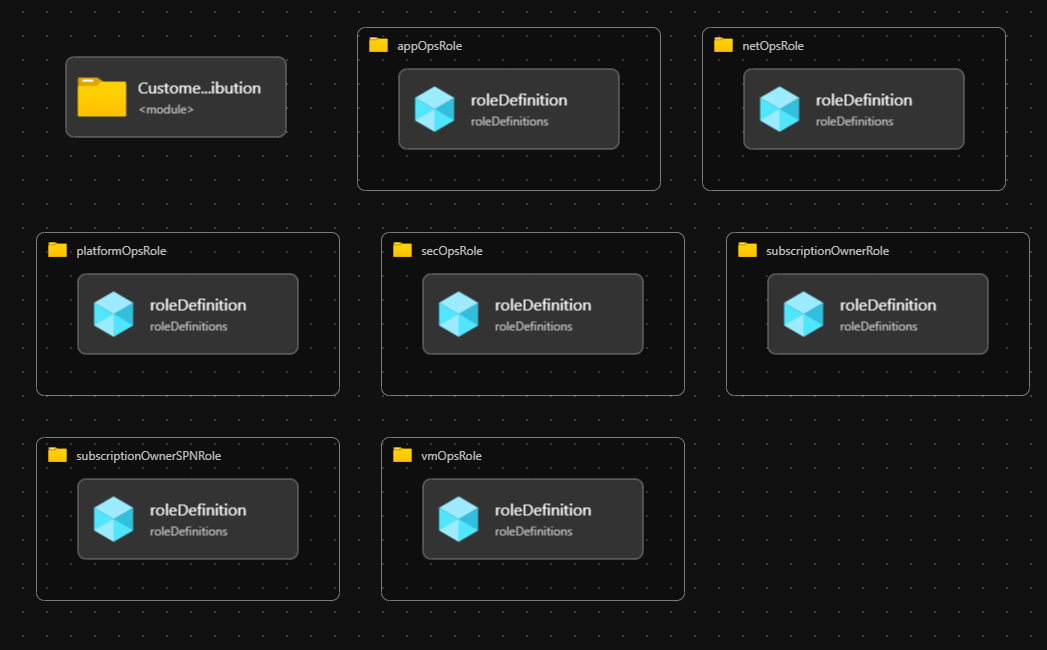 Custome...ibution
<module>
appOpsRole
roleDefinition
roleDefinitions
netOpsRole
roleDefinition
roleDefinitions
platformOpsRole
roleDefinition
roleDefinitions
secOpsRole
roleDefinition
roleDefinitions
subscriptionOwnerRole
roleDefinition
roleDefinitions
subscriptionOwnerSPNRole
roleDefinition
roleDefinitions
vmOpsRole
roleDefinition
roleDefinitions